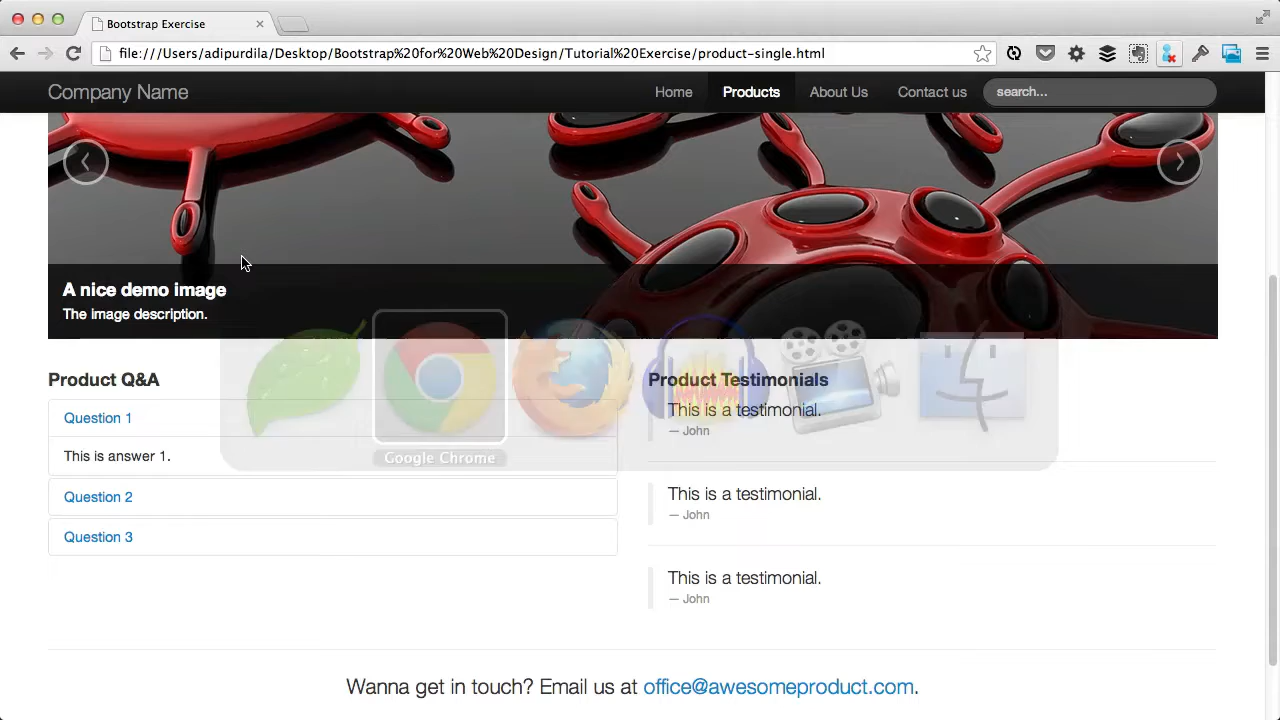 Bootstrap Exercise
file:///Users/adipurdila/Desktop/Bootstrap%20for%20Web%20Design/Tutorial%20Exercise/product-single.html
Company Name
Home
Products
About Us
Contact us
search...
A nice demo image
The image description.
Product Q&A
Question 1
This is answer 1.
Question 2
Question 3
Google Chrome
Product Testimonials
This is a testimonial.
— John
This is a testimonial.
— John
This is a testimonial.
— John
Wanna get in touch? Email us at office@awesomeproduct.com.